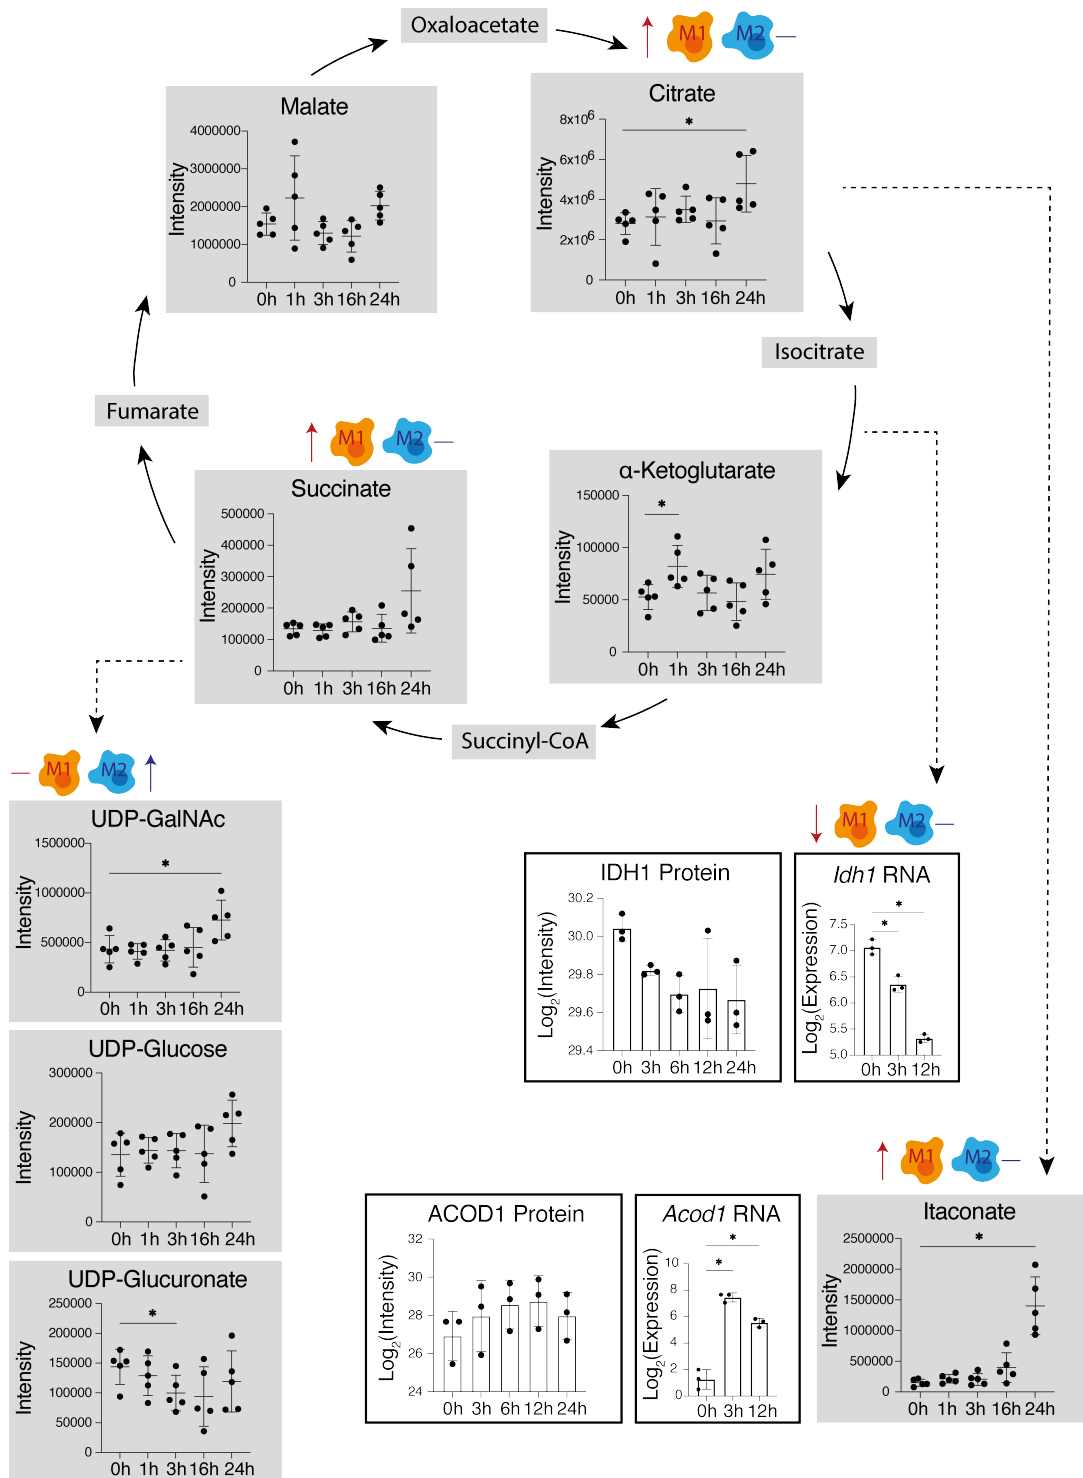 Oxaloacetate
M1 M2
Malate
Intensity
4000000
3000000
2000000
1000000
0
0h 1h 3h 16h 24h
Citrate
Intensity
8x10⁶
6x10⁶
4x10⁶
2x10⁶
0
*
0h 1h 3h 16h 24h
Isocitrate
Fumarate
M1 M2
Succinate
Intensity
500000
400000
300000
200000
100000
0
0h 1h 3h 16h 24h
α-Ketoglutarate
Intensity
150000
100000
50000
0
*
0h 1h 3h 16h 24h
Succinyl-CoA
M1 M2
UDP-GalNAc
Intensity
1500000
1000000
500000
0
*
0h 1h 3h 16h 24h
UDP-Glucose
Intensity
300000
200000
100000
0
0h 1h 3h 16h 24h
UDP-Glucuronate
Intensity
250000
200000
150000
100000
50000
0
*
0h 1h 3h 16h 24h
M1 M2
IDH1 Protein
Log₂(Intensity)
30.2
30.0
29.8
29.6
29.4
0h 3h 6h 12h 24h
Idh1 RNA
Log₂(Expression)
7.5
7.0
6.5
6.0
5.5
5.0
*
*
0h 3h 12h
M1 M2
ACOD1 Protein
Log₂(Intensity)
32
30
28
26
24
0h 3h 6h 12h 24h
Acod1 RNA
Log₂(Expression)
10
8
6
4
2
0
*
*
0h 3h 12h
Itaconate
Intensity
2500000
2000000
1500000
1000000
500000
0
*
0h 1h 3h 16h 24h